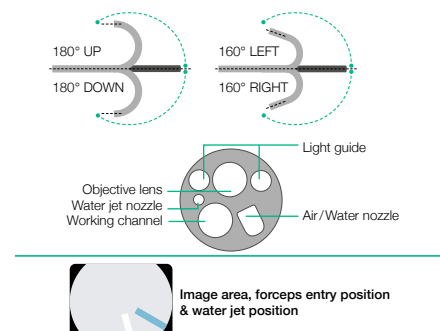 180° UP
180° DOWN
160° LEFT
160° RIGHT
Light guide
Objective lens
Water jet nozzle
Working channel
Air/Water nozzle
Image area, forceps entry position
& water jet position